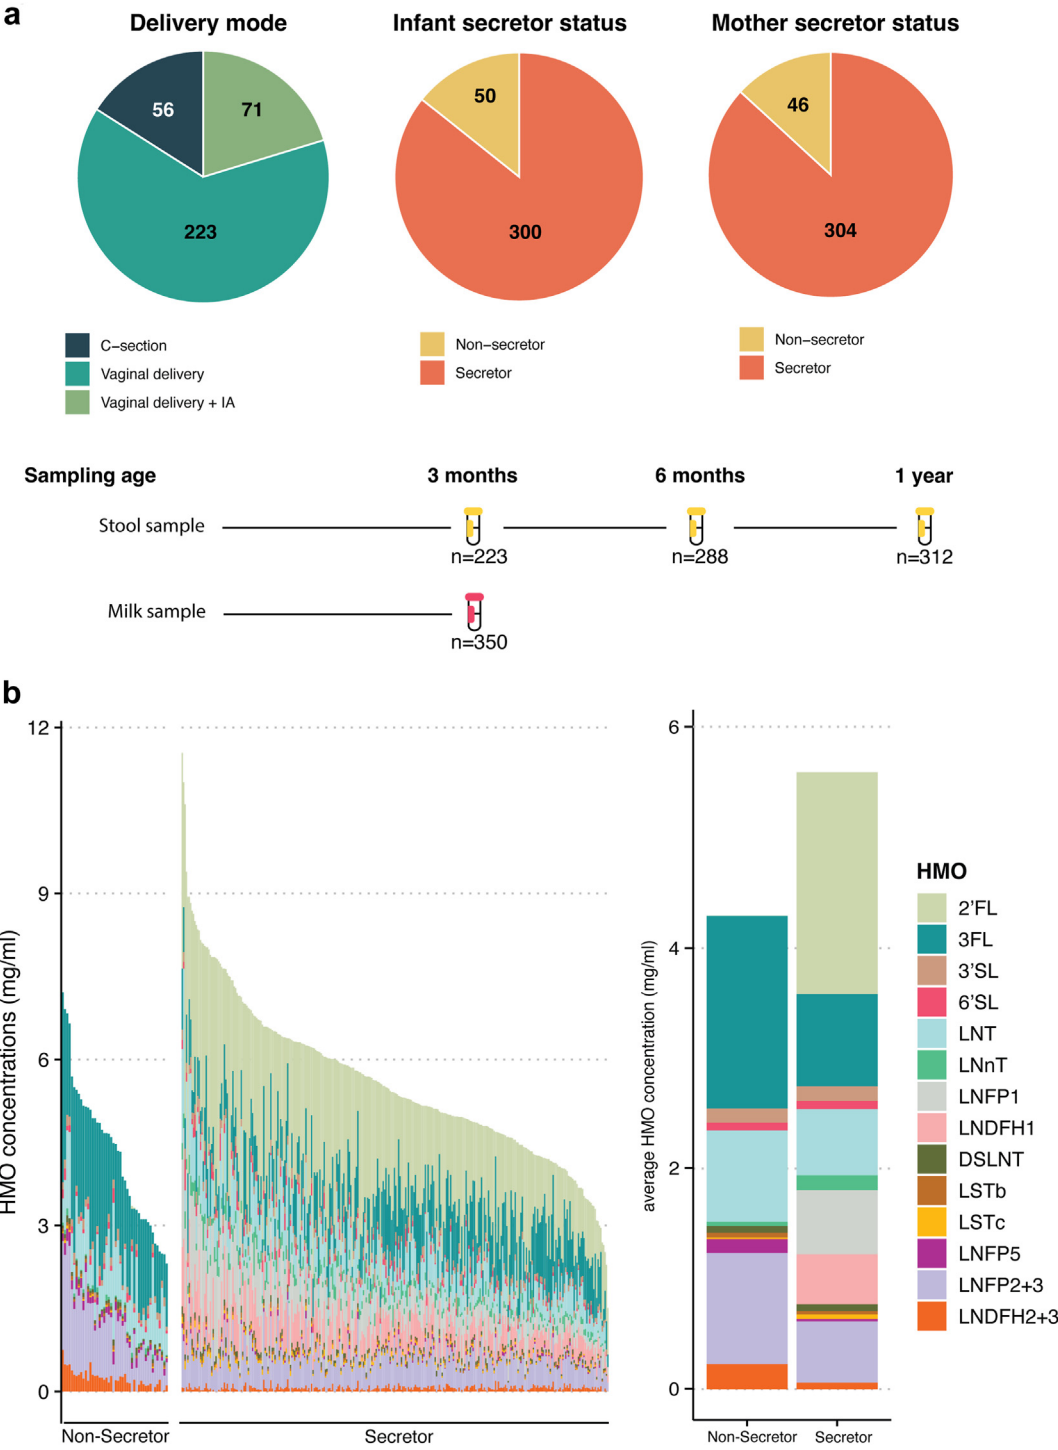 a
Delivery mode
Infant secretor status
Mother secretor status
56
71
223
50
300
46
304
C−section
Vaginal delivery
Vaginal delivery + IA
Non−secretor
Secretor
Non−secretor
Secretor
Sampling age
3 months
6 months
1 year
Stool sample
n=223
n=288
n=312
Milk sample
n=350
b
HMO concentrations (mg/ml)
12
9
6
3
0
Non-Secretor
Secretor
average HMO concentration (mg/ml)
6
4
2
0
Non-Secretor
Secretor
HMO
2'FL
3FL
3'SL
6'SL
LNT
LNnT
LNFP1
LNDFH1
DSLNT
LSTb
LSTc
LNFP5
LNFP2+3
LNDFH2+3